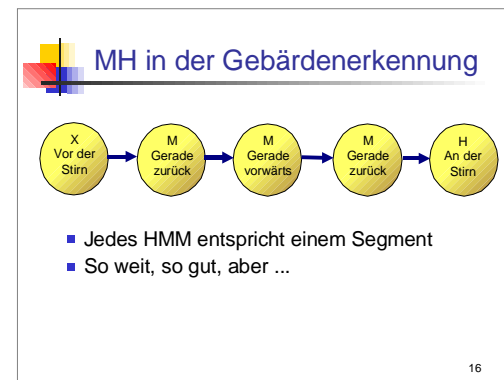 MH in der Gebärdenerkennung
X
Vor der
Stirn
M
Gerade
zurück
M
Gerade
vorwärts
M
Gerade
zurück
H
An der
Stirn
Jedes HMM entspricht einem Segment
So weit, so gut, aber ...
16